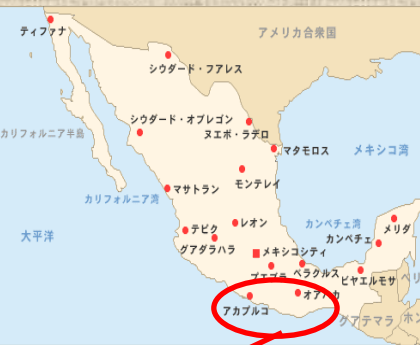 ティファナ
アメリカ合衆国
シウダード・フアレス
シウダード・オブレゴン
ヌエボ・ラデロ
カリフォルニア半島
マタモロス
メキシコ湾
モンテレイ
マサトラン
カリフォルニア湾
テピク
レオン
カンペチェ湾
メリダ
太平洋
グアダラハラ
カンペチェ
メキシコシティ
プエブラ
ベラクルス
ビヤエルモサ
ベリ
オアハカ
アカプルコ
グアテマラ
ホン